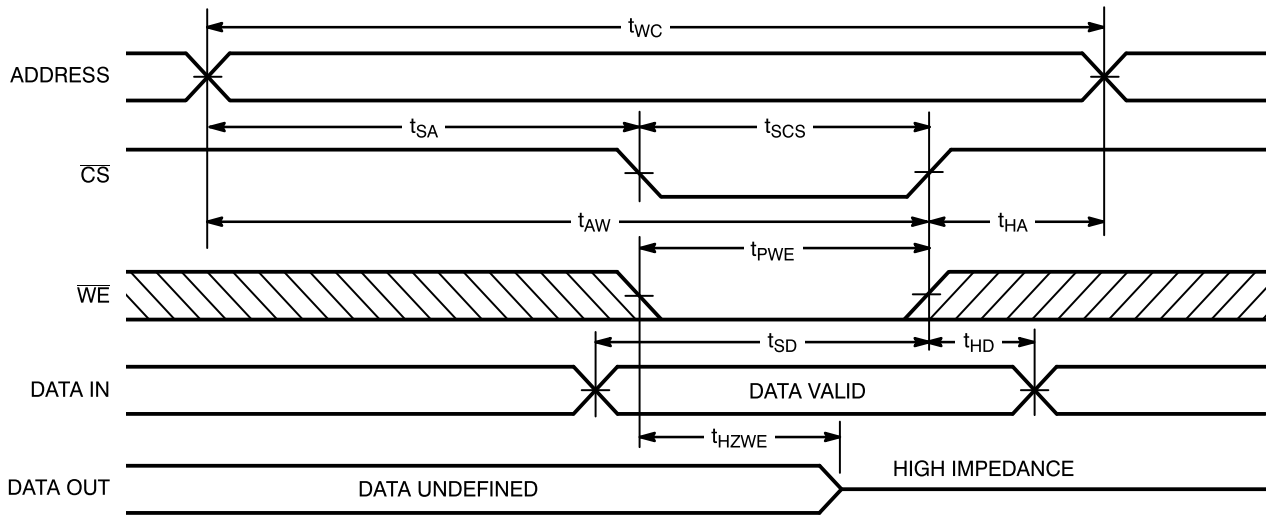 tWC
ADDRESS
tSA tSCS
CS
tAW tHA
tPWE
WE
tSD tHD
DATA IN DATA VALID
tHZWE
HIGH IMPEDANCE
DATA OUT DATA UNDEFINED